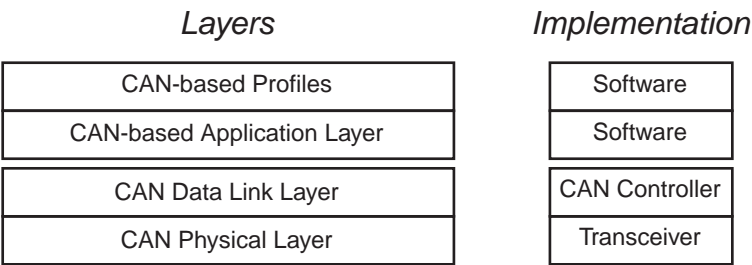 Layers Implementation
CAN-based Profiles Software
CAN-based Application Layer Software
CAN Data Link Layer CAN Controller
CAN Physical Layer Transceiver